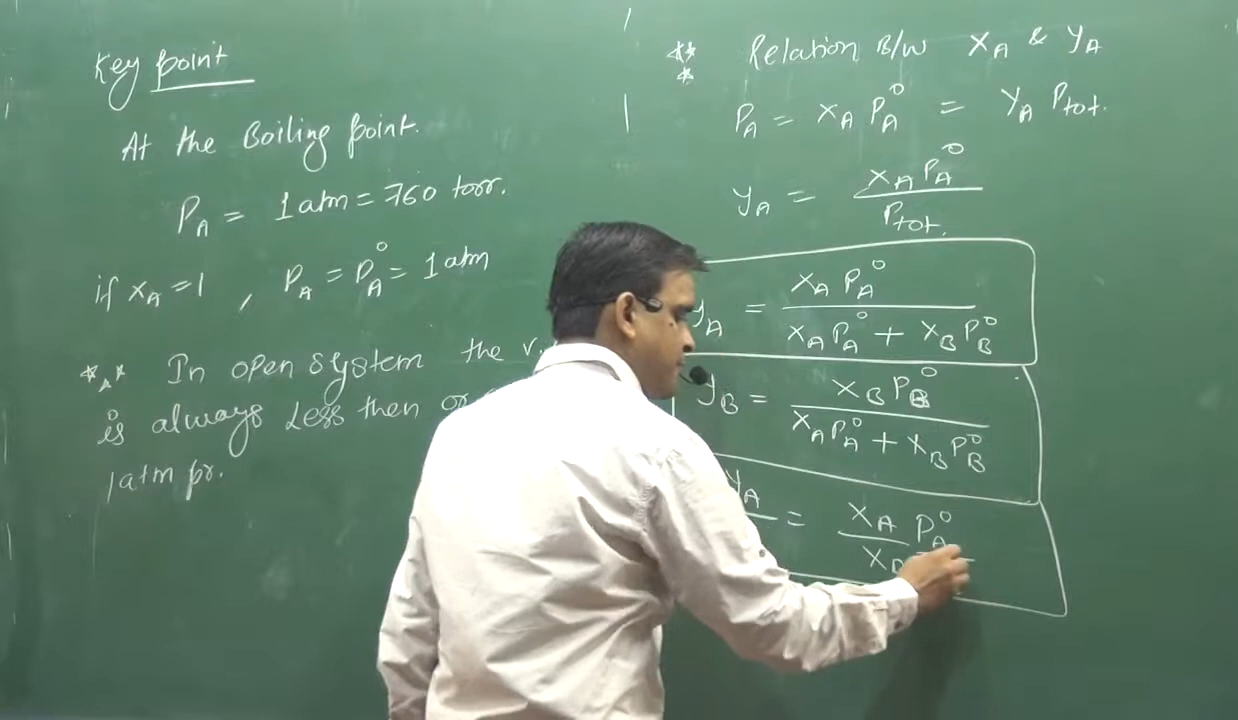 Key point
At the Boiling point.
P_A = 1 atm = 760 torr.
if x_A = 1 , P_A = P_A^o = 1 atm
*** In open system the v.
is always Less then or
1 atm pr.
*** Relation B/W x_A & y_A
P_A = x_A P_A^o = y_A P_tot.
y_A = x_A P_A^o / P_tot.
y_A = x_A P_A^o / x_A P_A^o + x_B P_B^o
y_B = x_B P_B^o / x_A P_A^o + x_B P_B^o
y_A = x_A P_A^o
x_B